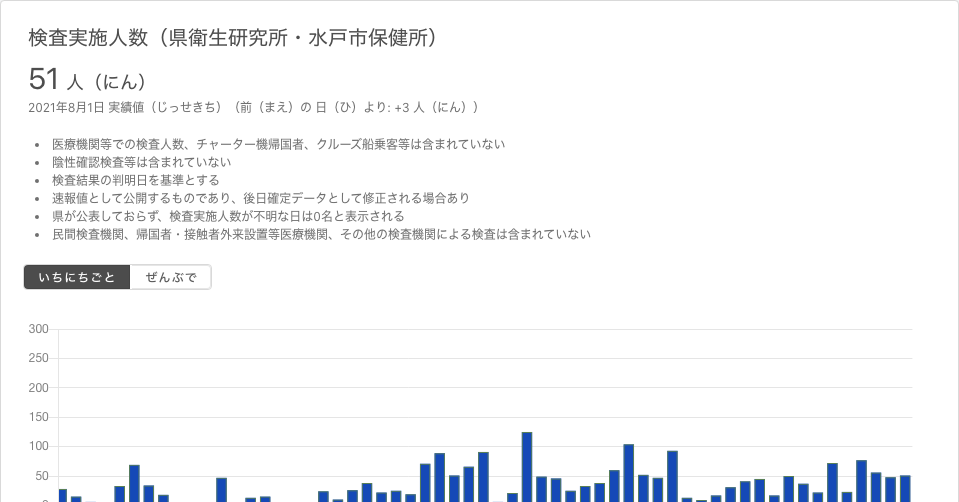 検査実施人数（県衛生研究所・水戸市保健所）
51 人（にん）
2021年8月1日 実績値（じっせきち）（前（まえ）の 日（ひ）より: +3 人（にん））
医療機関等での検査人数、チャーター機帰国者、クルーズ船乗客等は含まれていない
陰性確認検査等は含まれていない
検査結果の判明日を基準とする
速報値として公開するものであり、後日確定データとして修正される場合あり
県が公表しておらず、検査実施人数が不明な日は0名と表示される
民間検査機関、帰国者・接触者外来設置等医療機関、その他の検査機関による検査は含まれていない
いちにちごと ぜんぶで
300
250
200
150
100
50